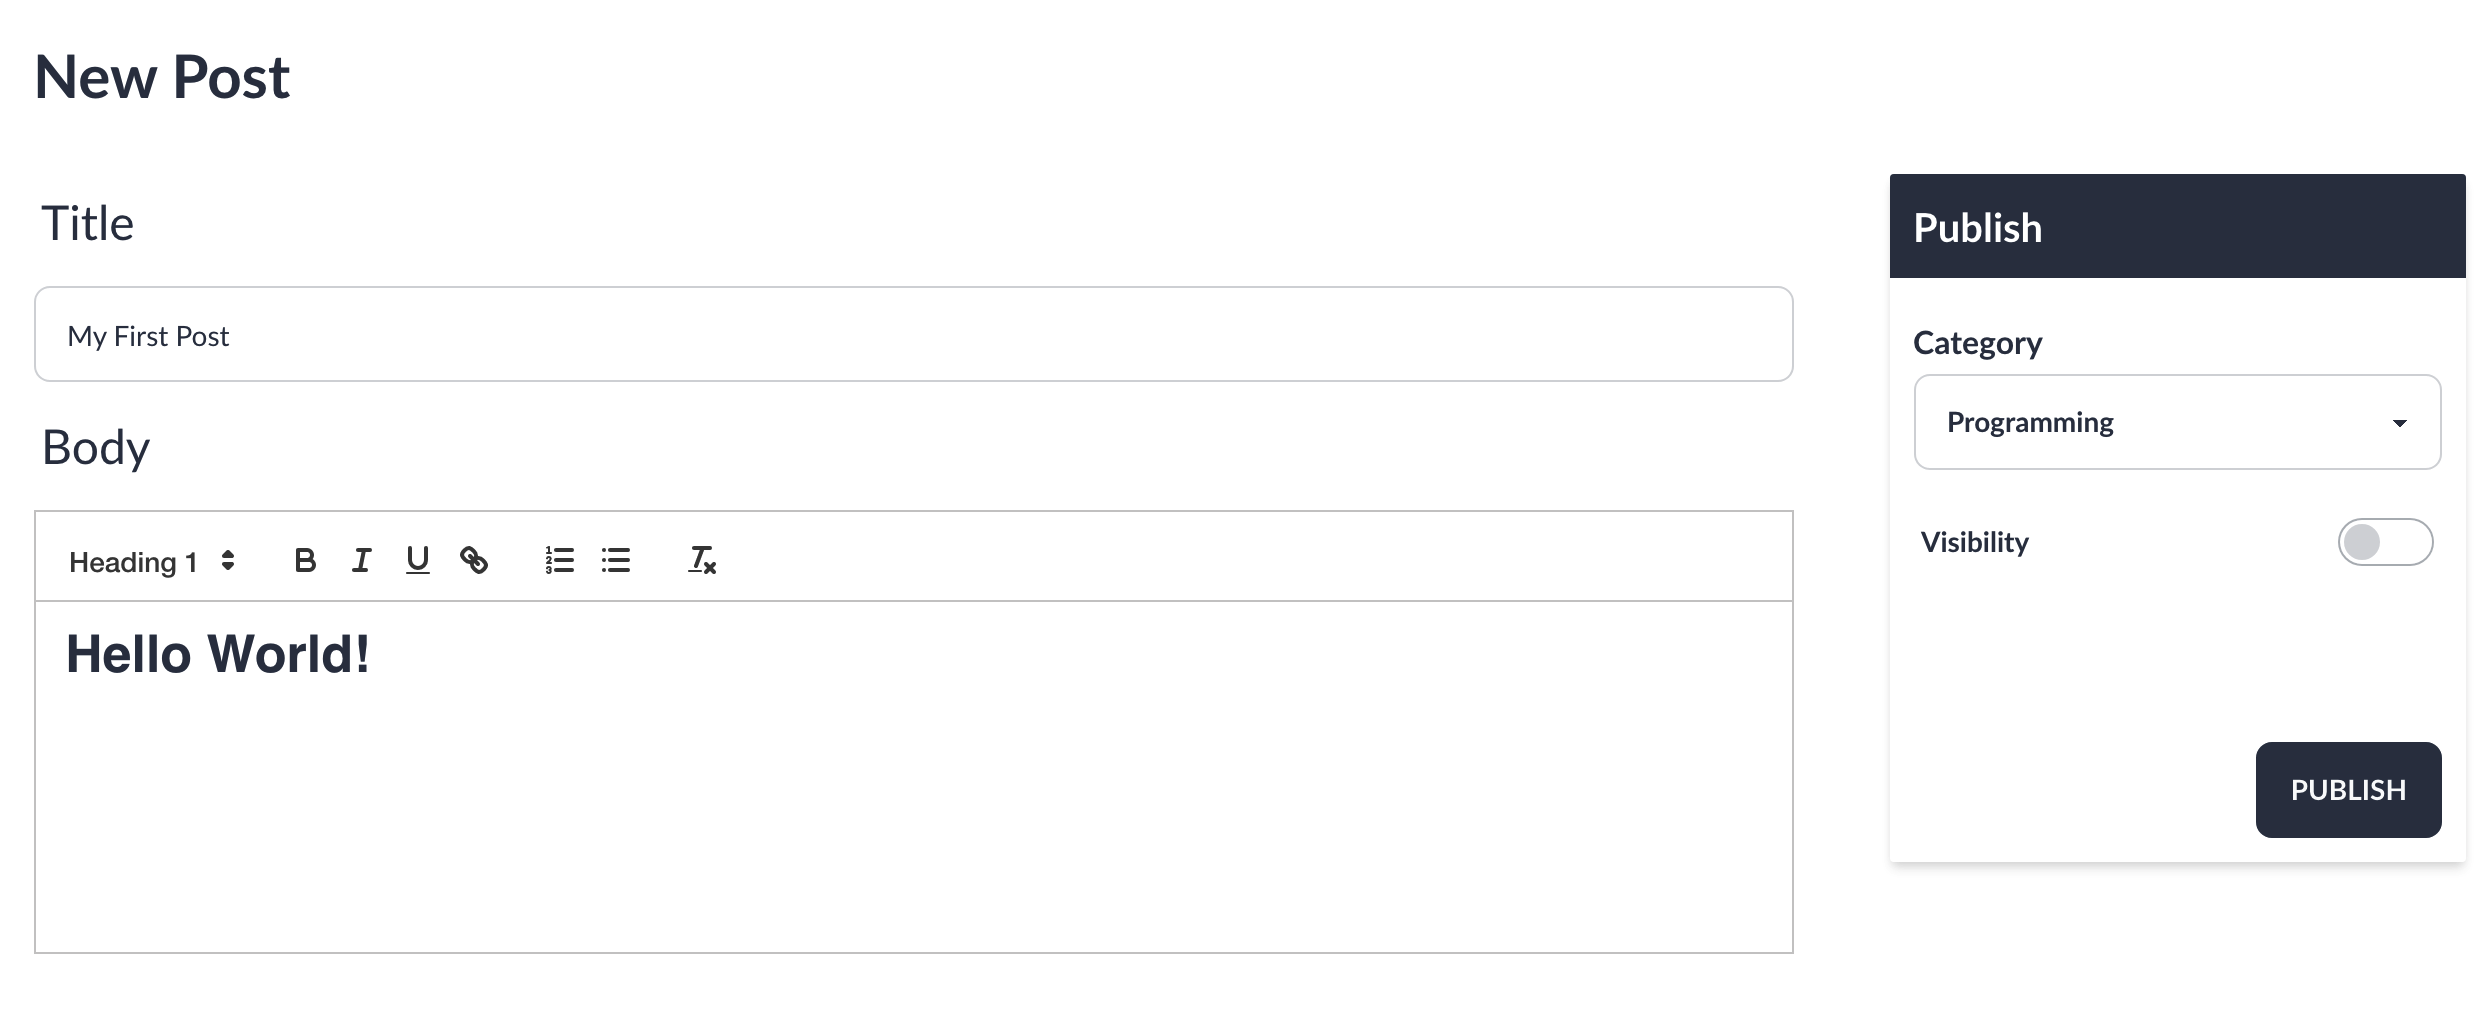 New Post
Title
My First Post
Body
Heading 1
Hello World!
Publish
Category
Programming
Visibility
PUBLISH